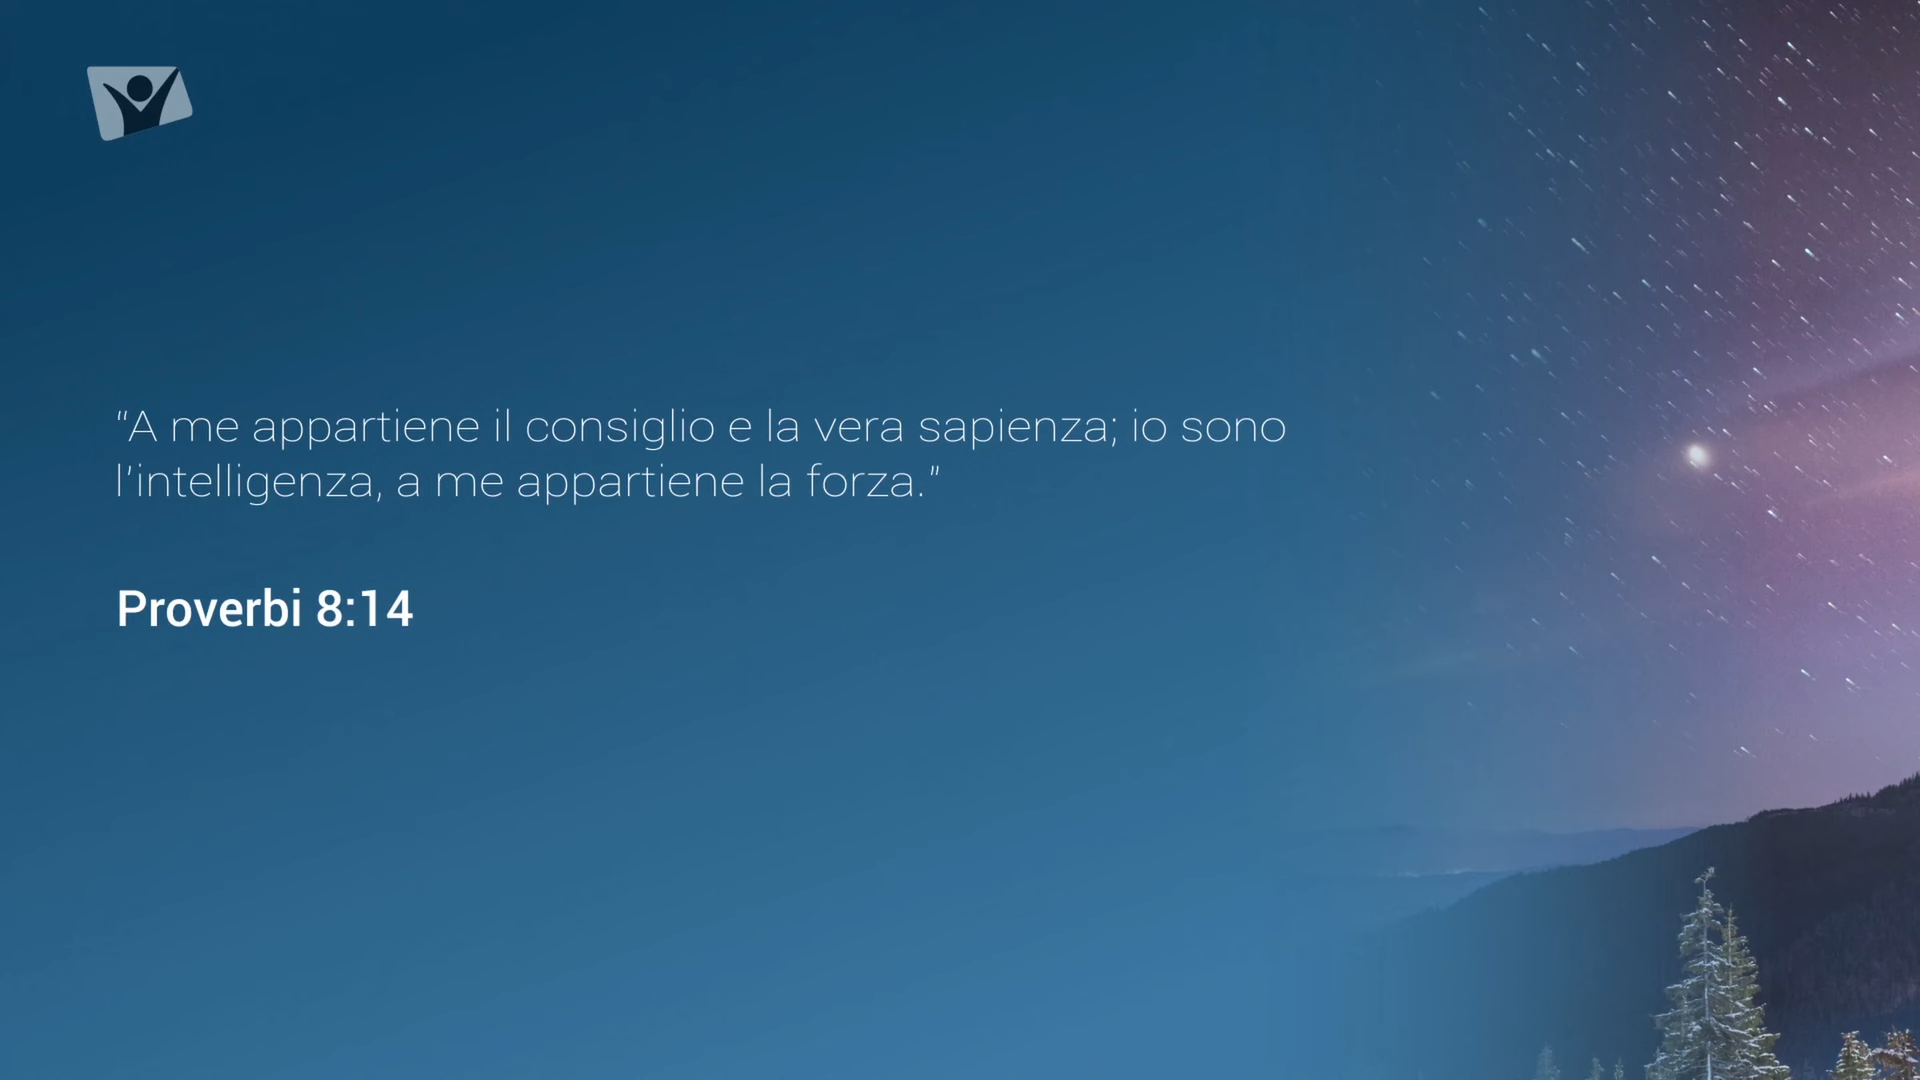 “A me appartiene il consiglio e la vera sapienza; io sono
l'intelligenza, a me appartiene la forza.”
Proverbi 8:14